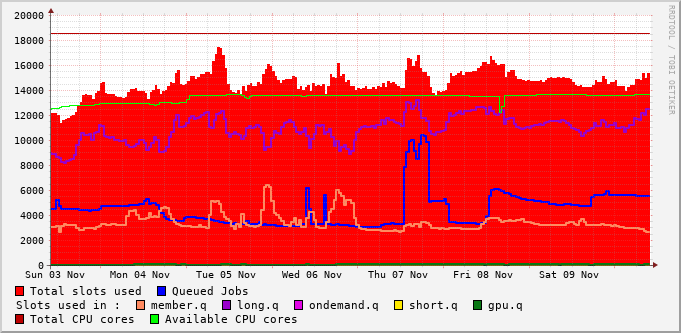 20000
18000
16000
14000
12000
10000
8000
6000
4000
2000
0
Sun 03 Nov Mon 04 Nov Tue 05 Nov Wed 06 Nov Thu 07 Nov Fri 08 Nov Sat 09 Nov
RRDTOOL / TOBI OETIKER
Total slots used Queued Jobs
Slots used in : member.q long.q ondemand.q short.q gpu.q
Total CPU cores Available CPU cores